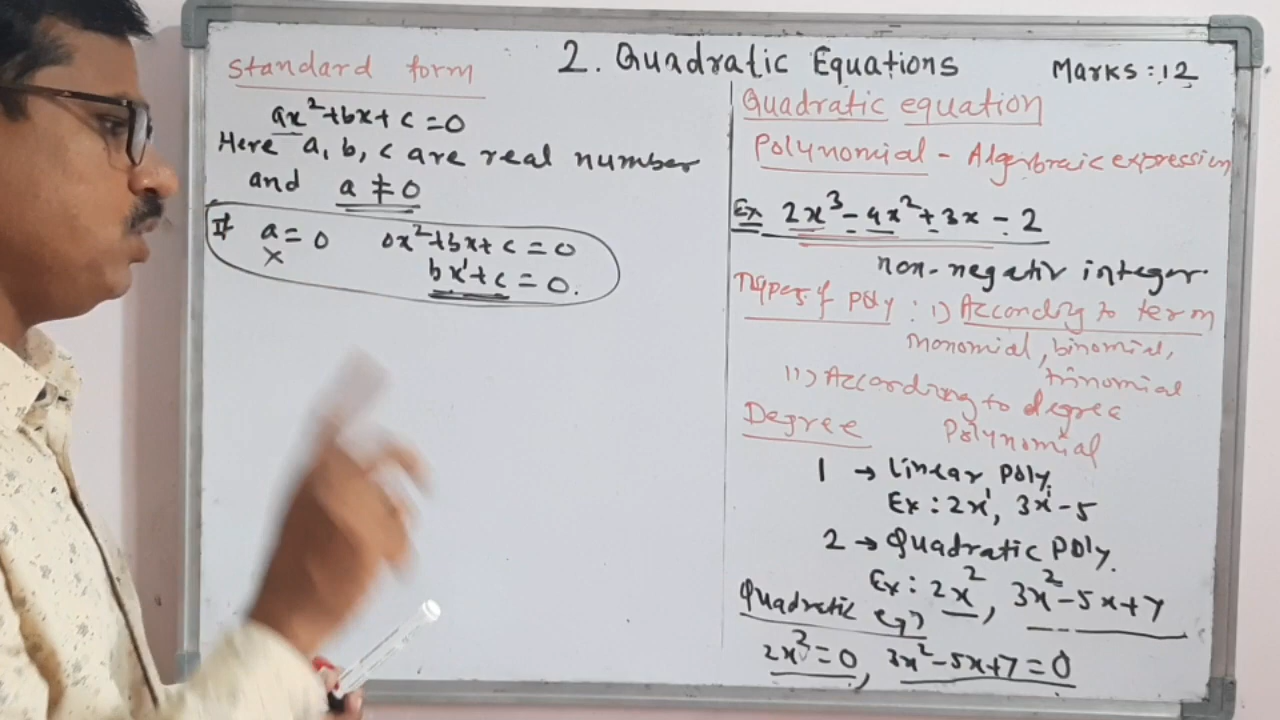 2. Quadratic Equations
Marks: 12
Standard form
ax²+bx+c=0
Here a, b, c are real number
and a ≠ 0
If a = 0 0x²+bx+c = 0
x
bx¹+c = 0.
Quadratic equation
Polynomial - Algebraic expression
Ex 2x³ - 4x² + 3x - 2
non-negativ integer.
Types of poly : i) According to term
monomial, binomial,
trinomial
ii) According to degree
Degree Polynomial
1 → Linear poly.
Ex : 2x¹, 3x¹-5
2 → Quadratic poly.
Ex : 2x², 3x²-5x+7
Quadretic eqn
2x²=0, 3x²-5x+7=0